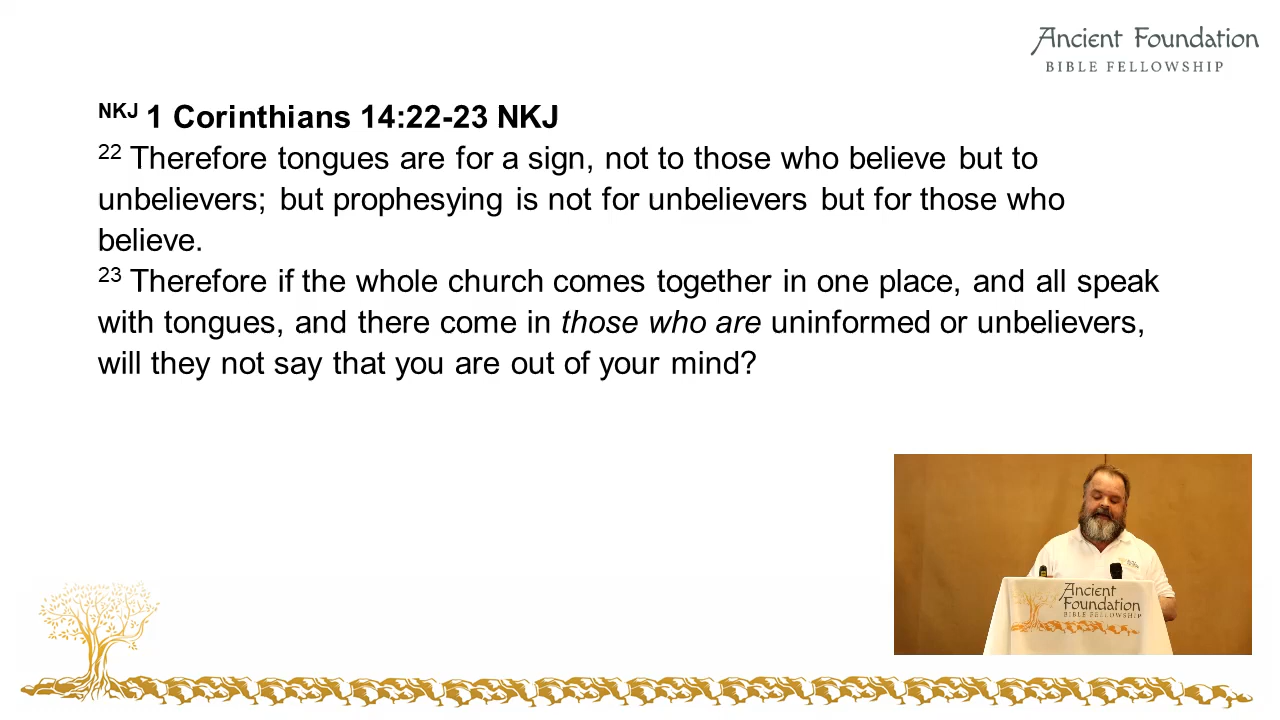 Ancient Foundation
BIBLE FELLOWSHIP
NKJ 1 Corinthians 14:22-23 NKJ
22 Therefore tongues are for a sign, not to those who believe but to
unbelievers; but prophesying is not for unbelievers but for those who
believe.
23 Therefore if the whole church comes together in one place, and all speak
with tongues, and there come in those who are uninformed or unbelievers,
will they not say that you are out of your mind?
Ancient
Foundation
BIBLE FELLOWSHIP